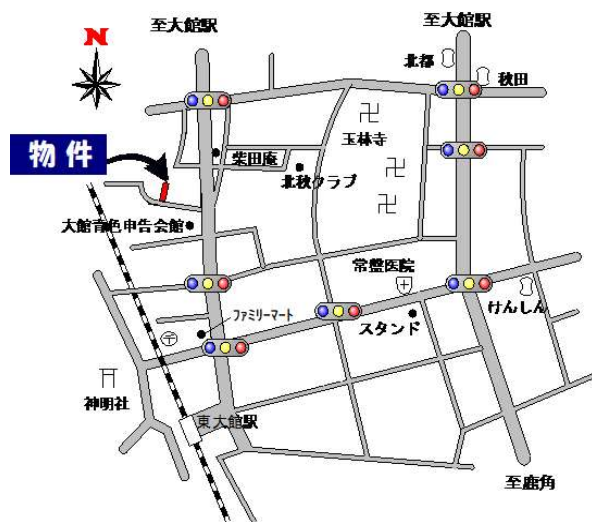 N
至大館駅
至大館駅
北都
秋田
玉林寺
物件
柴田庵
北秋クラブ
大館青色申告会館
常盤医院
けんしん
ファミリーマート
スタンド
〒
神明社
東大館駅
至鹿角